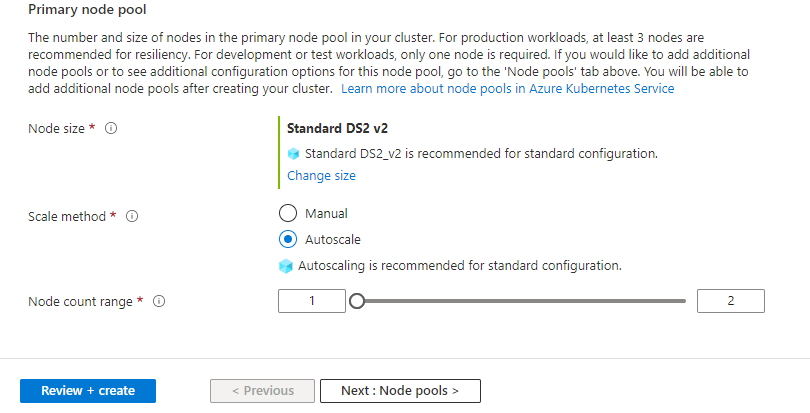 Primary node pool
The number and size of nodes in the primary node pool in your cluster. For production workloads, at least 3 nodes are
recommended for resiliency. For development or test workloads, only one node is required. If you would like to add additional
node pools or to see additional configuration options for this node pool, go to the 'Node pools' tab above. You will be able to
add additional node pools after creating your cluster. Learn more about node pools in Azure Kubernetes Service
Node size * Standard DS2 v2
Standard DS2_v2 is recommended for standard configuration.
Change size
Scale method * Manual
Autoscale
Autoscaling is recommended for standard configuration.
Node count range * 1 2
Review + create < Previous Next : Node pools >